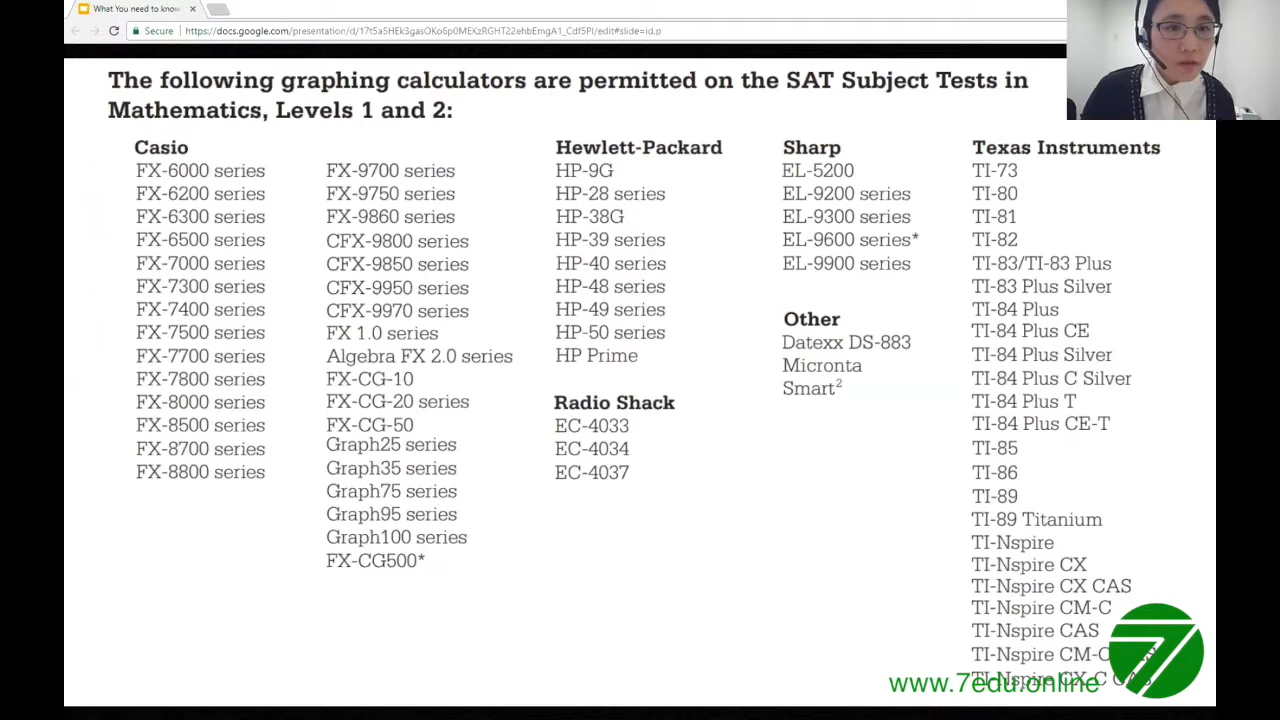 What You need to know
Secure
https://docs.google.com/presentation/d/17t5a5HEk3gasOKo6p0MEKzRGHT22ehbEmgA1_Cdf5PI/edit#slide=id.p
The following graphing calculators are permitted on the SAT Subject Tests in
Mathematics, Levels 1 and 2:
Casio
FX-6000 series
FX-6200 series
FX-6300 series
FX-6500 series
FX-7000 series
FX-7300 series
FX-7400 series
FX-7500 series
FX-7700 series
FX-7800 series
FX-8000 series
FX-8500 series
FX-8700 series
FX-8800 series
FX-9700 series
FX-9750 series
FX-9860 series
CFX-9800 series
CFX-9850 series
CFX-9950 series
CFX-9970 series
FX 1.0 series
Algebra FX 2.0 series
FX-CG-10
FX-CG-20 series
FX-CG-50
Graph25 series
Graph35 series
Graph75 series
Graph95 series
Graph100 series
FX-CG500*
Hewlett-Packard
HP-9G
HP-28 series
HP-38G
HP-39 series
HP-40 series
HP-48 series
HP-49 series
HP-50 series
HP Prime
Radio Shack
EC-4033
EC-4034
EC-4037
Sharp
EL-5200
EL-9200 series
EL-9300 series
EL-9600 series*
EL-9900 series
Other
Datexx DS-883
Micronta
Smart²
Texas Instruments
TI-73
TI-80
TI-81
TI-82
TI-83/TI-83 Plus
TI-83 Plus Silver
TI-84 Plus
TI-84 Plus CE
TI-84 Plus Silver
TI-84 Plus C Silver
TI-84 Plus T
TI-84 Plus CE-T
TI-85
TI-86
TI-89
TI-89 Titanium
TI-Nspire
TI-Nspire CX
TI-Nspire CX CAS
TI-Nspire CM-C
TI-Nspire CAS
TI-Nspire CM-C
TI-Nspire CX-C CAS
www.7edu.online
7